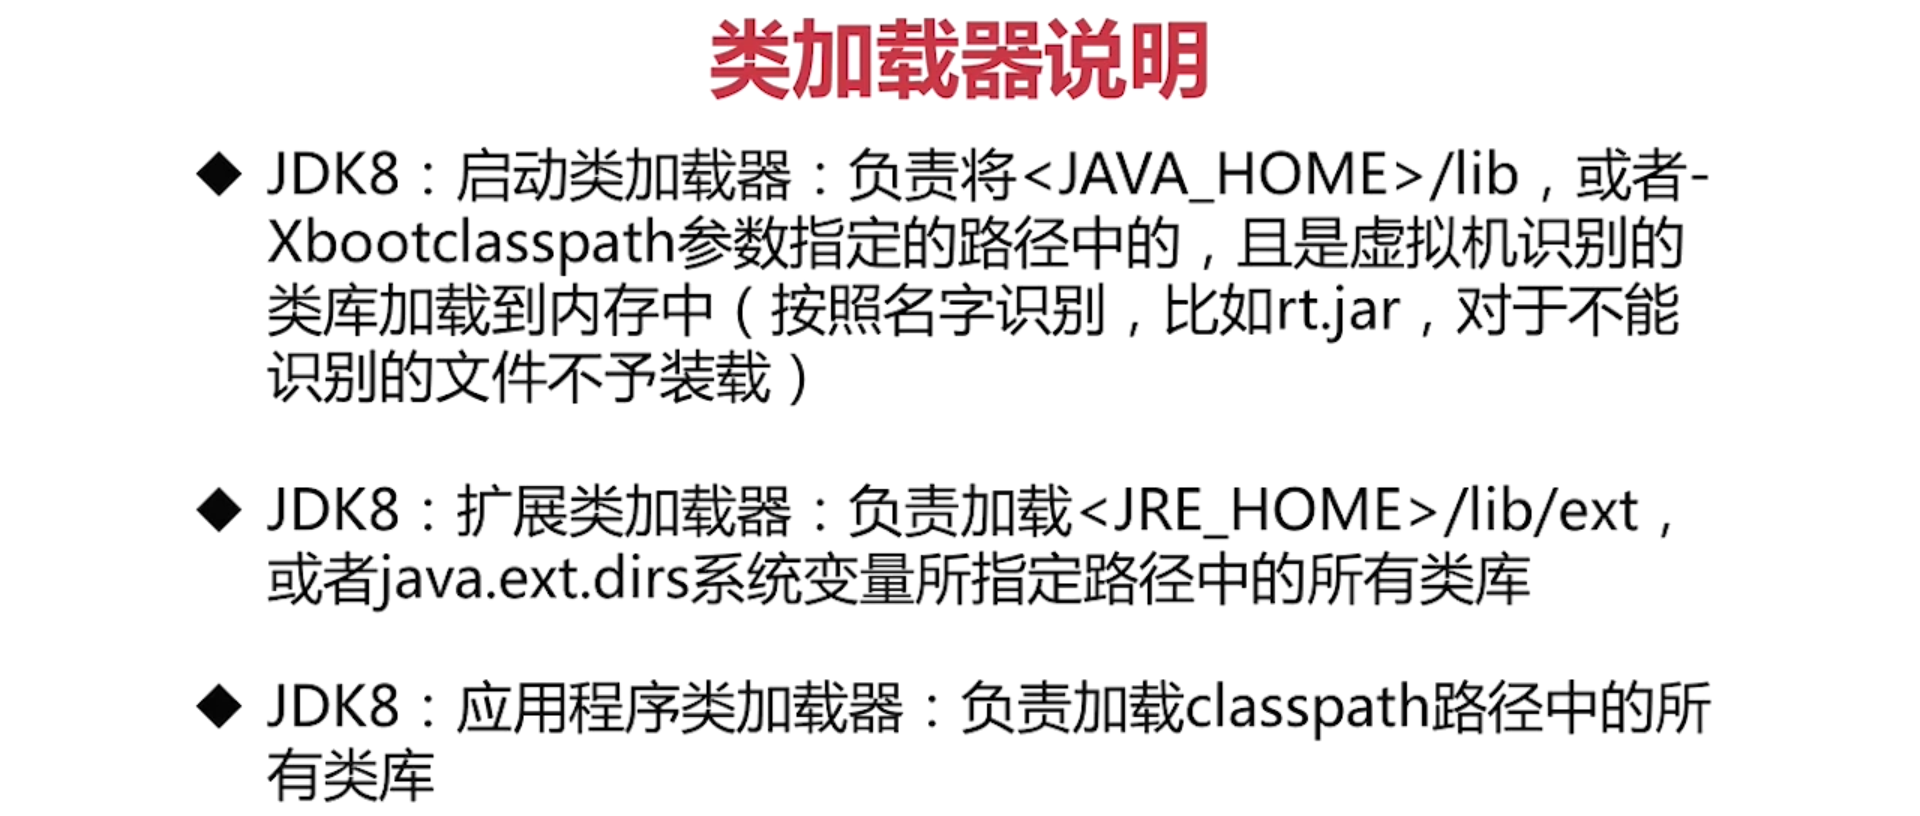 类加载器说明
◆ JDK8：启动类加载器：负责将<JAVA_HOME>/lib，或者-
Xbootclasspath参数指定的路径中的，且是虚拟机识别的
类库加载到内存中（按照名字识别，比如rt.jar，对于不能
识别的文件不予装载）
◆ JDK8：扩展类加载器：负责加载<JRE_HOME>/lib/ext，
或者java.ext.dirs系统变量所指定路径中的所有类库
◆ JDK8：应用程序类加载器：负责加载classpath路径中的所
有类库